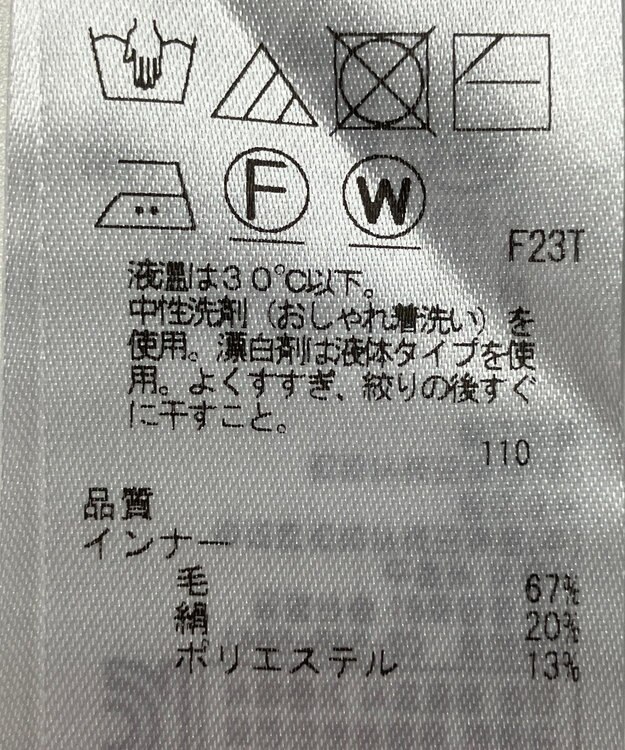 F
W
F23T
液温は30℃以下。
中性洗剤(おしゃれ着洗い)を
使用。漂白剤は液体タイプを使
用。よくすすぎ、絞りの後すぐ
に干すこと。
110
品質
インナー
毛 67%
絹 20%
ポリエステル 13%